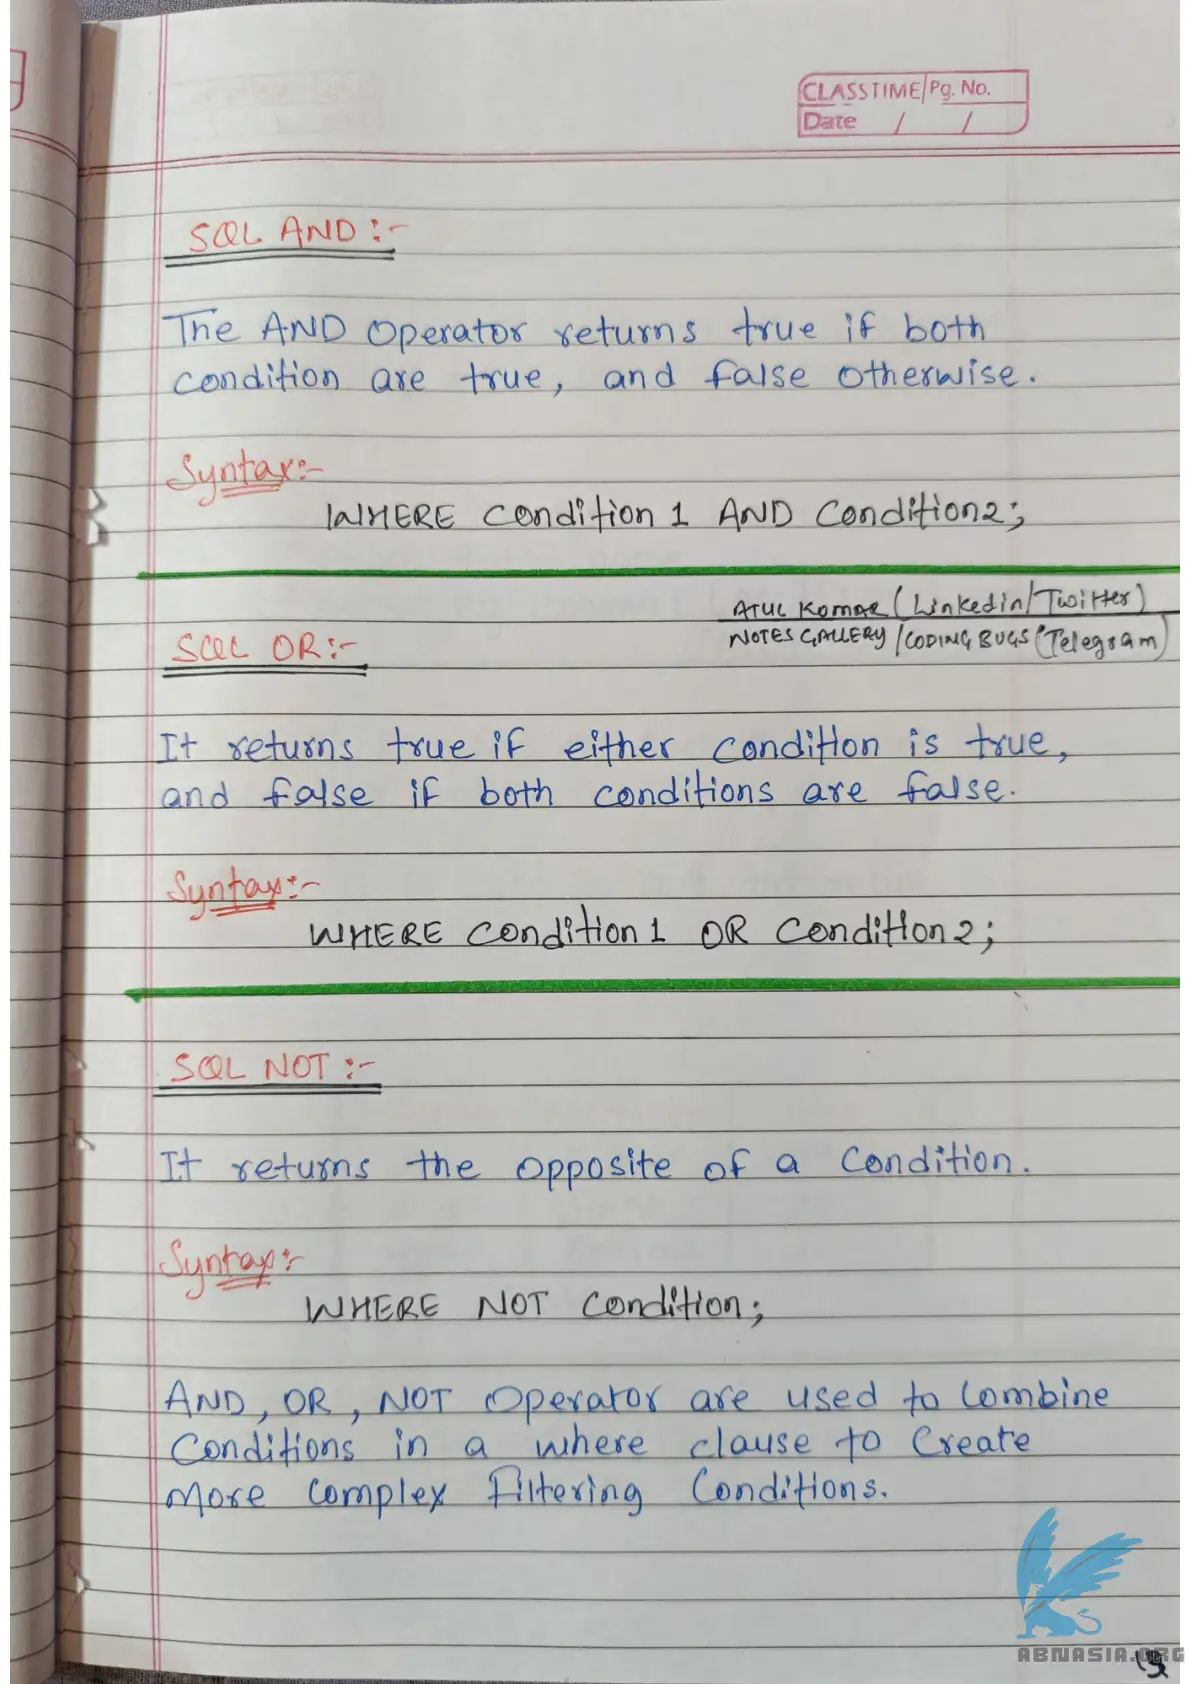 CLASSTIME Pg. No.
Date / /
SQL AND :-
The AND Operator returns true if both
condition are true, and false otherwise.
Syntax:-
WHERE Condition 1 AND Condition2;
ATUL KUMAR (Linkedin/Twitter)
NOTES GALLERY / CODING BUGS (Telegram)
SQL OR:-
It returns true if either condition is true,
and false if both conditions are false.
Syntax:-
WHERE Condition 1 OR Condition 2;
SQL NOT :-
It returns the opposite of a Condition.
Syntax:-
WHERE NOT Condition;
AND, OR, NOT Operator are used to Combine
Conditions in a where clause to Create
More Complex Filtering Conditions.
ABNASIA.ORG